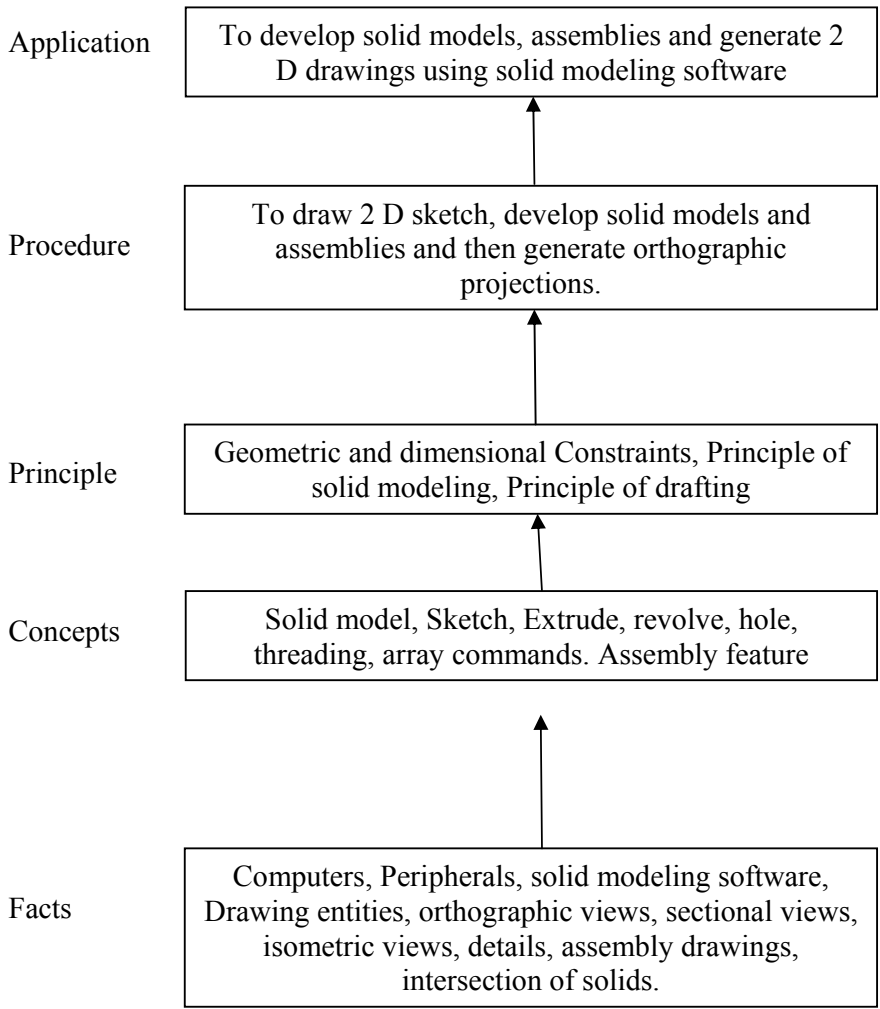 Application
To develop solid models, assemblies and generate 2
D drawings using solid modeling software
Procedure
To draw 2 D sketch, develop solid models and
assemblies and then generate orthographic
projections.
Principle
Geometric and dimensional Constraints, Principle of
solid modeling, Principle of drafting
Concepts
Solid model, Sketch, Extrude, revolve, hole,
threading, array commands. Assembly feature
Facts
Computers, Peripherals, solid modeling software,
Drawing entities, orthographic views, sectional views,
isometric views, details, assembly drawings,
intersection of solids.